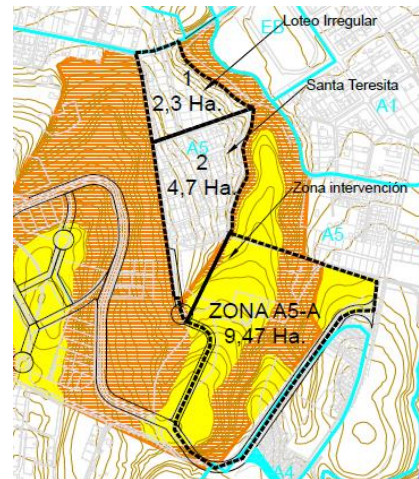 Loteo Irregular
EB
1
2,3 Ha.
Santa Teresita
A1
A5
2
4,7 Ha.
Zona intervención
A5
ZONA A5-A
9,47 Ha.
A4